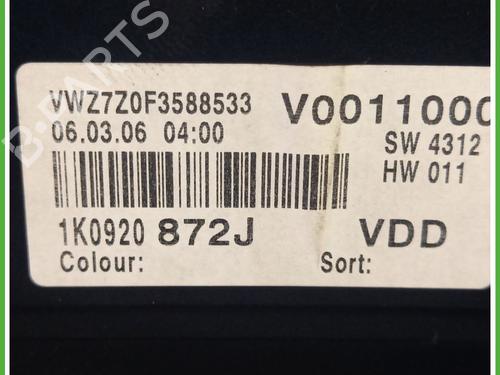 B-PARTS
VWZ7Z0F3588533 V0011000
06.03.06 04:00 SW 4312
HW 011
1K0920 872J VDD
Colour: Sort: